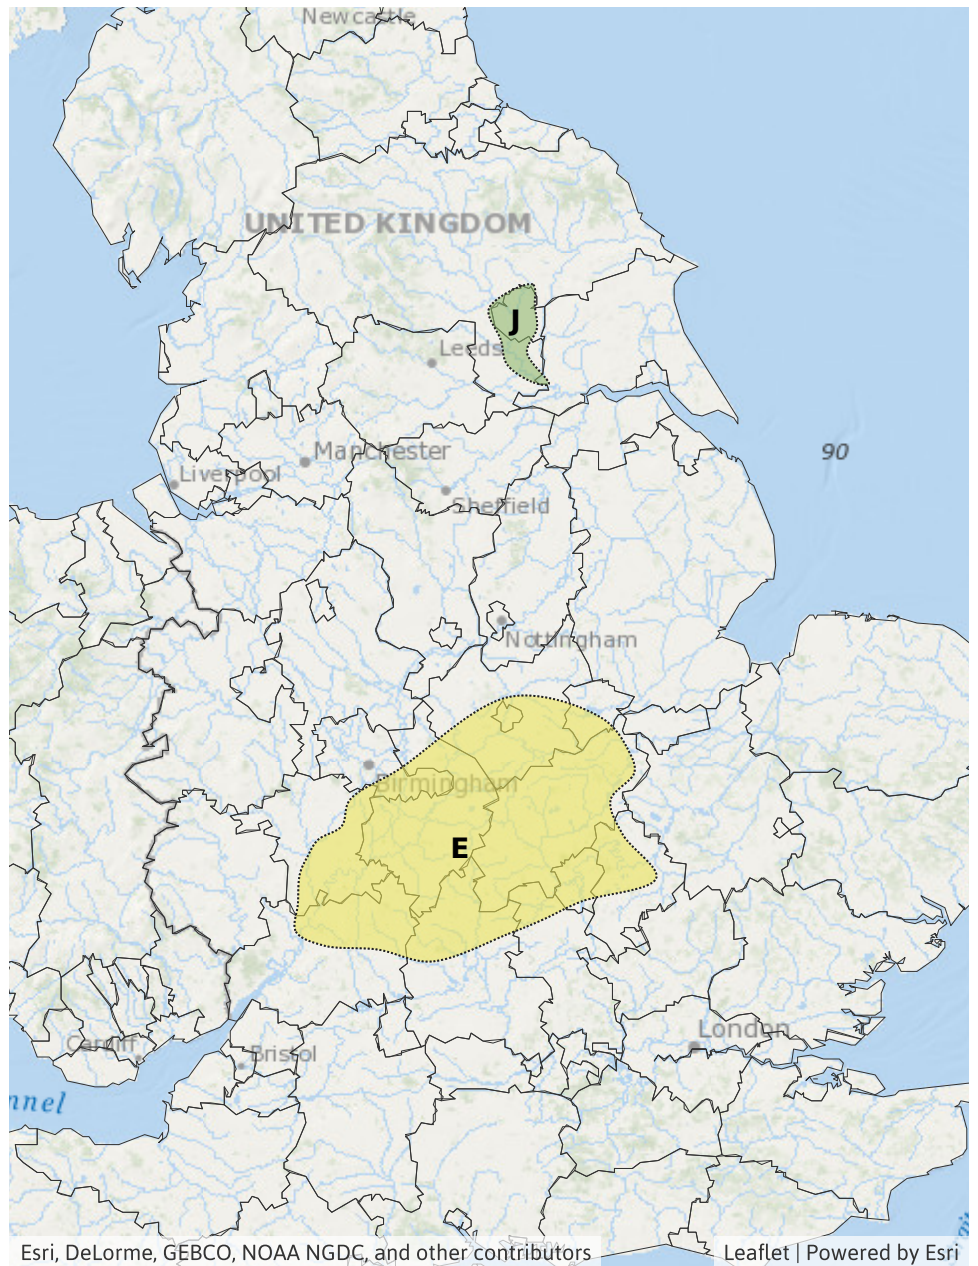 Newcastle
UNITED KINGDOM
J
Leeds
Manchester
90
Liverpool
Sheffield
Nottingham
Birmingham
E
London
Cardiff
Bristol
nnel
Esri, DeLorme, GEBCO, NOAA NGDC, and other contributors
Leaflet | Powered by Esri